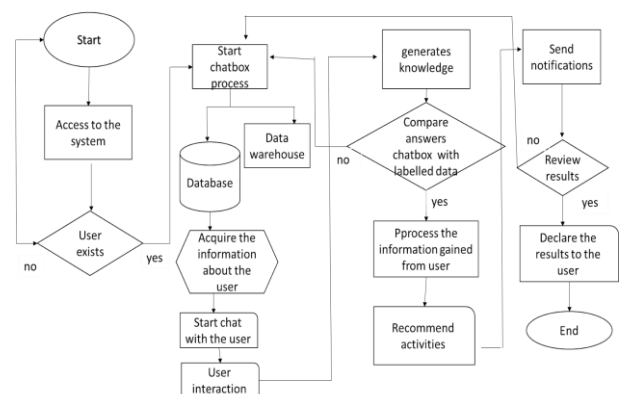 Start
Access to the
system
User
exists
no
yes
Start
chatbox
process
Data
warehouse
Database
Acquire the
information
about the
user
Start chat
with the user
User
interaction
generates
knowledge
Compare
answers
chatbox with
labelled data
no
yes
Pprocess the
information gained
from user
Recommend
activities
Send
notifications
no
Review
results
yes
Declare the
results to the
user
End